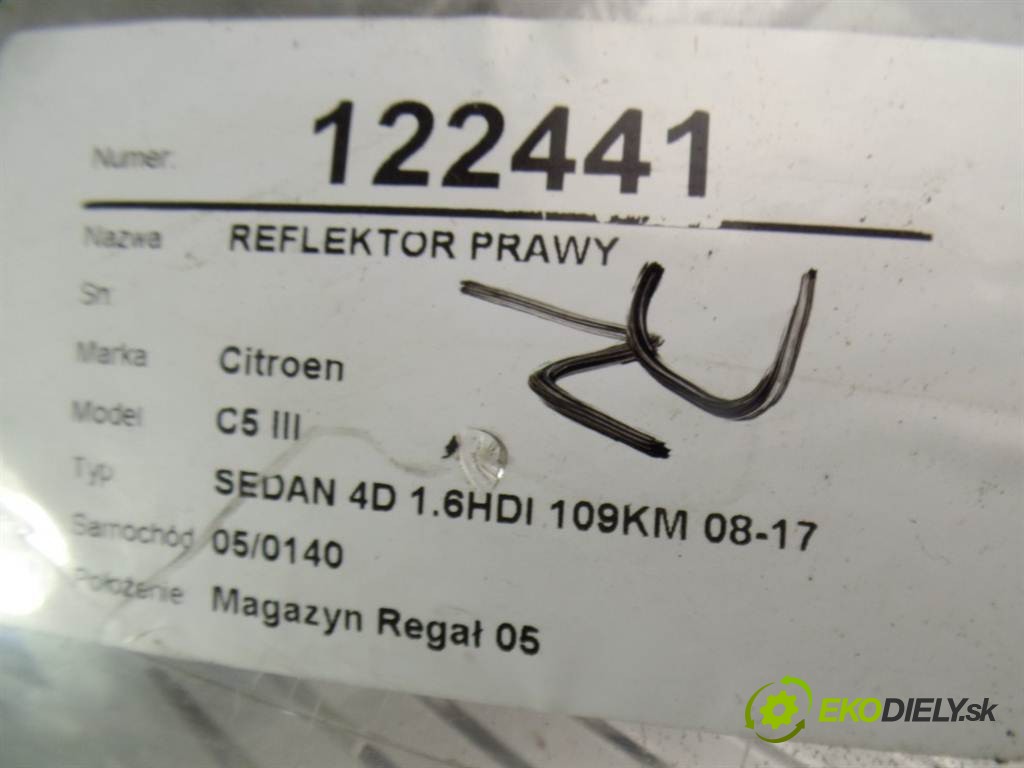 Numer: 122441
Nazwa REFLEKTOR PRAWY
Sn:
Marka Citroen
Model C5 III
Typ SEDAN 4D 1.6HDI 109KM 08-17
Samochód 05/0140
Położenie Magazyn Regał 05
EKODIELY.sk